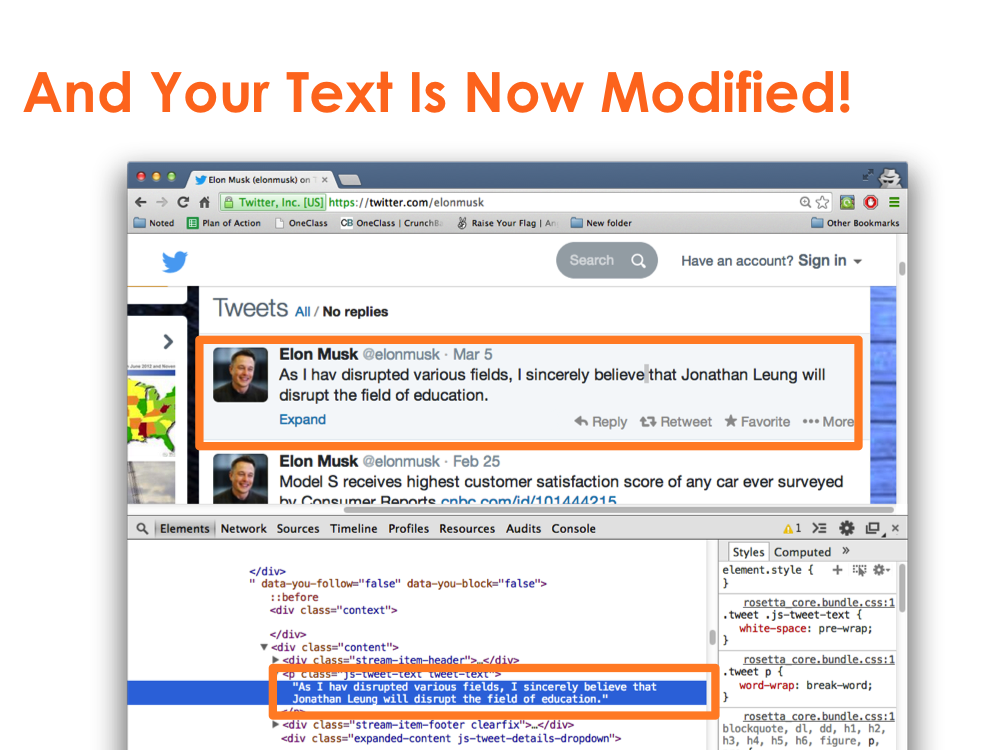 And Your Text Is Now Modified!
Elon Musk (elonmusk) on T
Twitter, Inc. [US] https://twitter.com/elonmusk
Noted Plan of Action OneClass CB OneClass | CrunchBa Raise Your Flag | An New folder Other Bookmarks
Search Have an account? Sign in
Tweets All / No replies
Elon Musk @elonmusk · Mar 5
As I hav disrupted various fields, I sincerely believe that Jonathan Leung will
disrupt the field of education.
Expand Reply Retweet Favorite More
Elon Musk @elonmusk · Feb 25
Model S receives highest customer satisfaction score of any car ever surveyed
by Consumer Reports cnbc.com/id/101444215
Elements Network Sources Timeline Profiles Resources Audits Console 1
Styles Computed »
</div>
" data-you-follow="false" data-you-block="false">
::before
<div class="context">
</div>
<div class="content">
<div class="stream-item-header">…</div>
<p class="js-tweet-text tweet-text">
"As I hav disrupted various fields, I sincerely believe that
Jonathan Leung will disrupt the field of education."
</p>
<div class="stream-item-footer clearfix">…</div>
<div class="expanded-content js-tweet-details-dropdown">
element.style {
}
rosetta_core.bundle.css:1
.tweet .js-tweet-text {
white-space: pre-wrap;
}
rosetta_core.bundle.css:1
.tweet p {
word-wrap: break-word;
}
rosetta_core.bundle.css:1
blockquote, dl, dd, h1, h2,
h3, h4, h5, h6, figure, p,